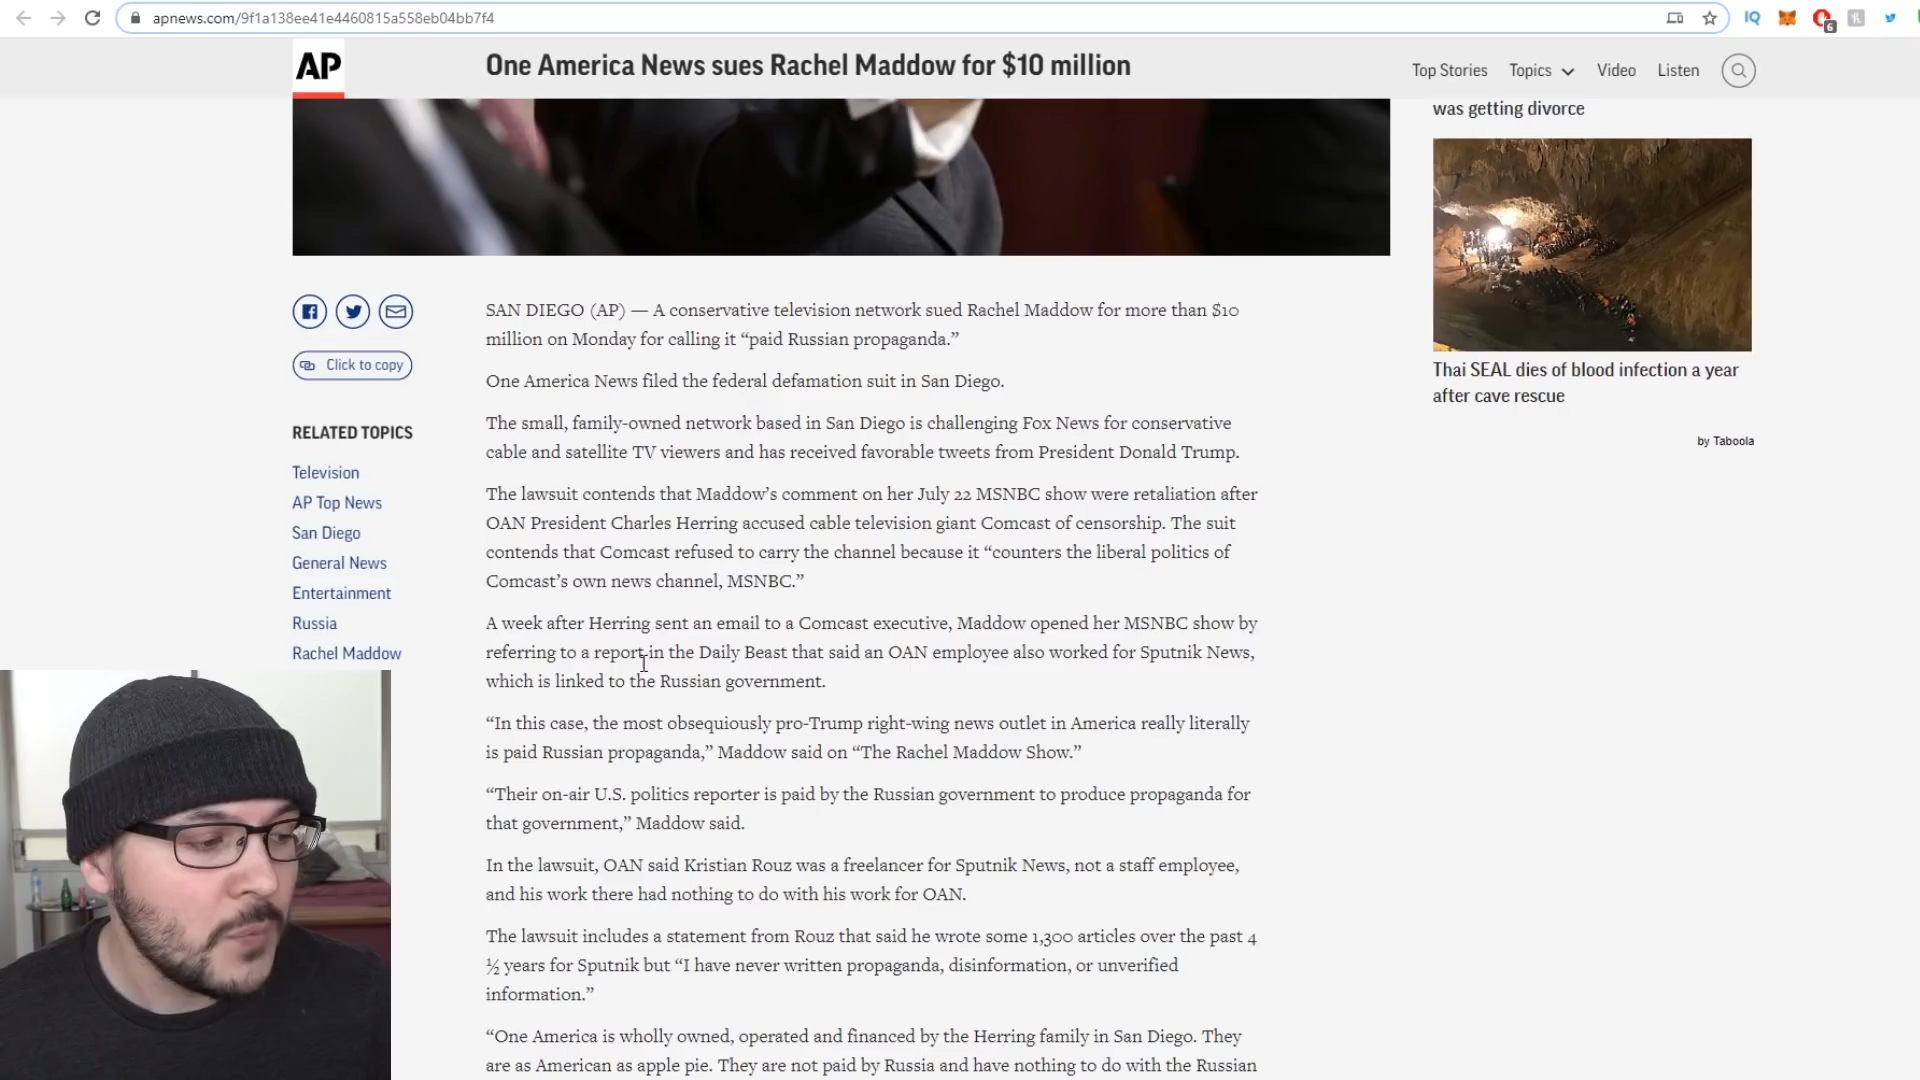 apnews.com/9f1a138ee41e4460815a558eb04bb7f4
IQ
6
AP
One America News sues Rachel Maddow for $10 million
Top Stories
Topics
Video
Listen
was getting divorce
Thai SEAL dies of blood infection a year
after cave rescue
by Taboola
Click to copy
RELATED TOPICS
Television
AP Top News
San Diego
General News
Entertainment
Russia
Rachel Maddow
SAN DIEGO (AP) — A conservative television network sued Rachel Maddow for more than $10
million on Monday for calling it “paid Russian propaganda.”
One America News filed the federal defamation suit in San Diego.
The small, family-owned network based in San Diego is challenging Fox News for conservative
cable and satellite TV viewers and has received favorable tweets from President Donald Trump.
The lawsuit contends that Maddow’s comment on her July 22 MSNBC show were retaliation after
OAN President Charles Herring accused cable television giant Comcast of censorship. The suit
contends that Comcast refused to carry the channel because it “counters the liberal politics of
Comcast’s own news channel, MSNBC.”
A week after Herring sent an email to a Comcast executive, Maddow opened her MSNBC show by
referring to a report in the Daily Beast that said an OAN employee also worked for Sputnik News,
which is linked to the Russian government.
“In this case, the most obsequiously pro-Trump right-wing news outlet in America really literally
is paid Russian propaganda,” Maddow said on “The Rachel Maddow Show.”
“Their on-air U.S. politics reporter is paid by the Russian government to produce propaganda for
that government,” Maddow said.
In the lawsuit, OAN said Kristian Rouz was a freelancer for Sputnik News, not a staff employee,
and his work there had nothing to do with his work for OAN.
The lawsuit includes a statement from Rouz that said he wrote some 1,300 articles over the past 4
½ years for Sputnik but “I have never written propaganda, disinformation, or unverified
information.”
“One America is wholly owned, operated and financed by the Herring family in San Diego. They
are as American as apple pie. They are not paid by Russia and have nothing to do with the Russian